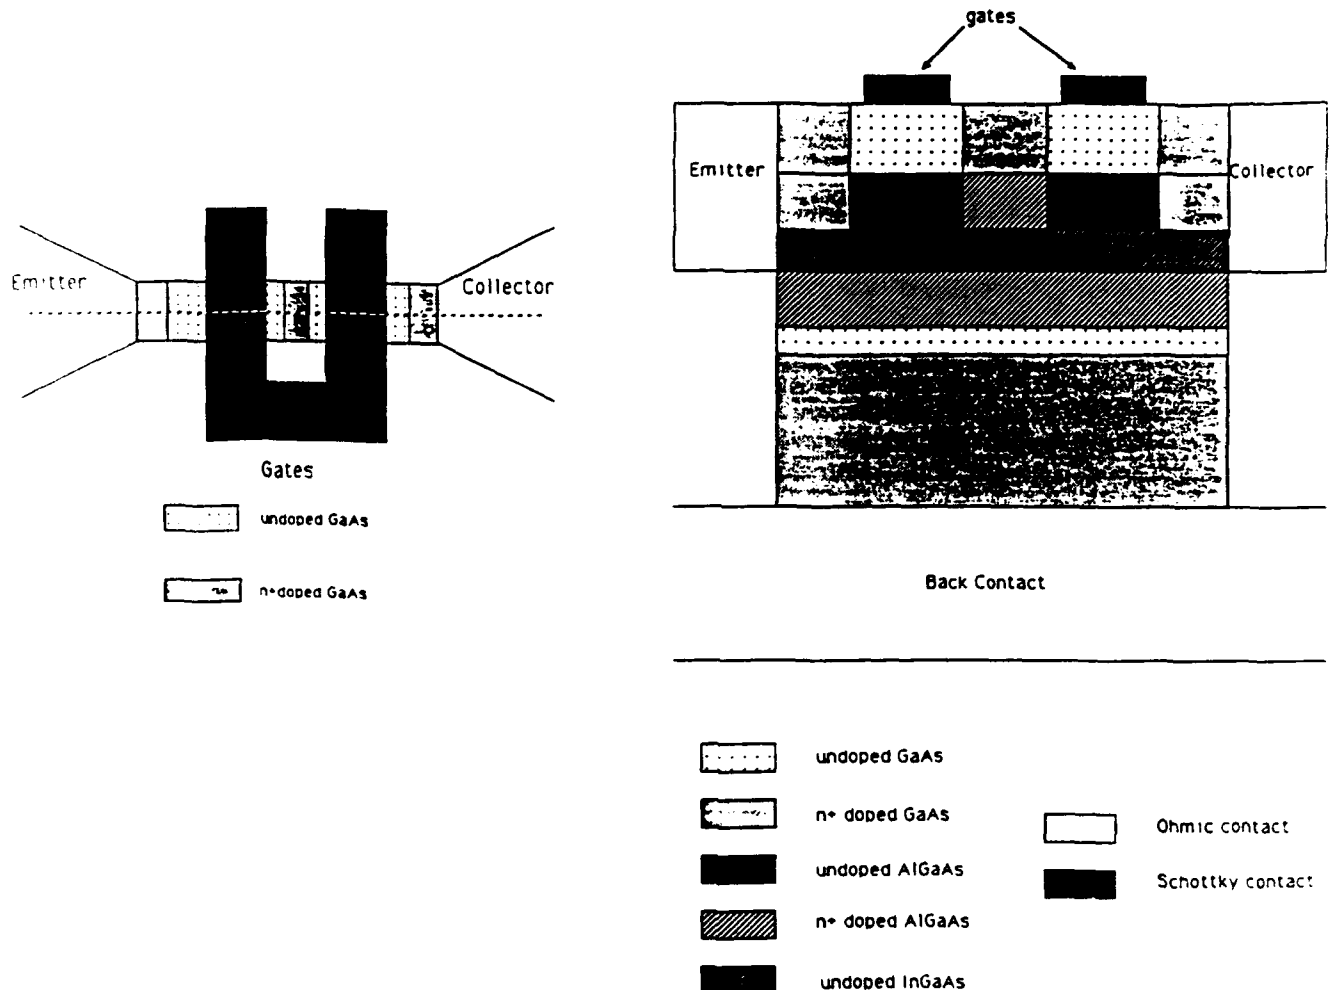 gates
Emitter
Collector
Emitter
Collector
Gates
undoped GaAs
n+doped GaAs
Back Contact
undoped GaAs
n+ doped GaAs
undoped AlGaAs
n+ doped AlGaAs
undoped InGaAs
Ohmic contact
Schottky contact